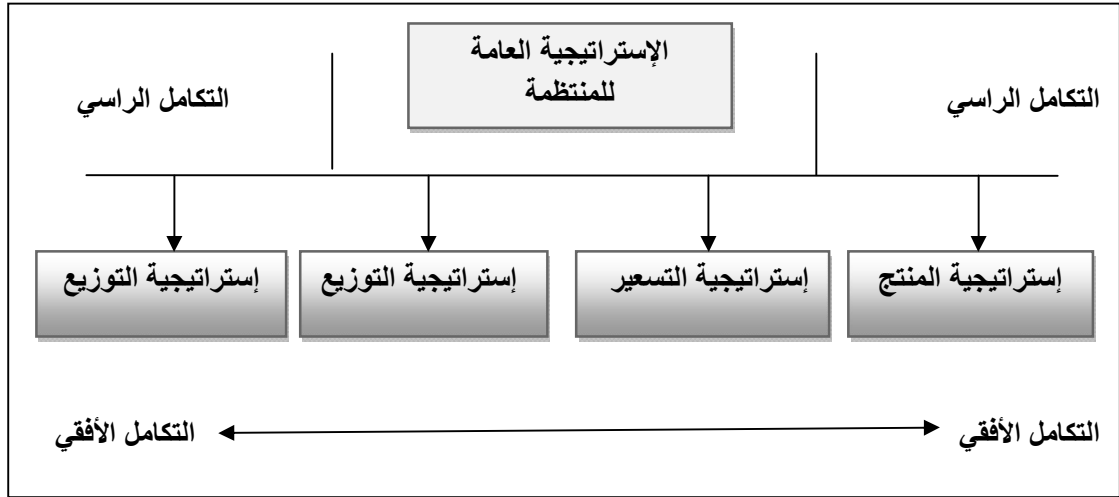 الإستراتيجية العامة
للمنتظمة
التكامل الراسي
التكامل الراسي
إستراتيجية المنتج
إستراتيجية التسعير
إستراتيجية التوزيع
إستراتيجية التوزيع
التكامل الأفقي
التكامل الأفقي